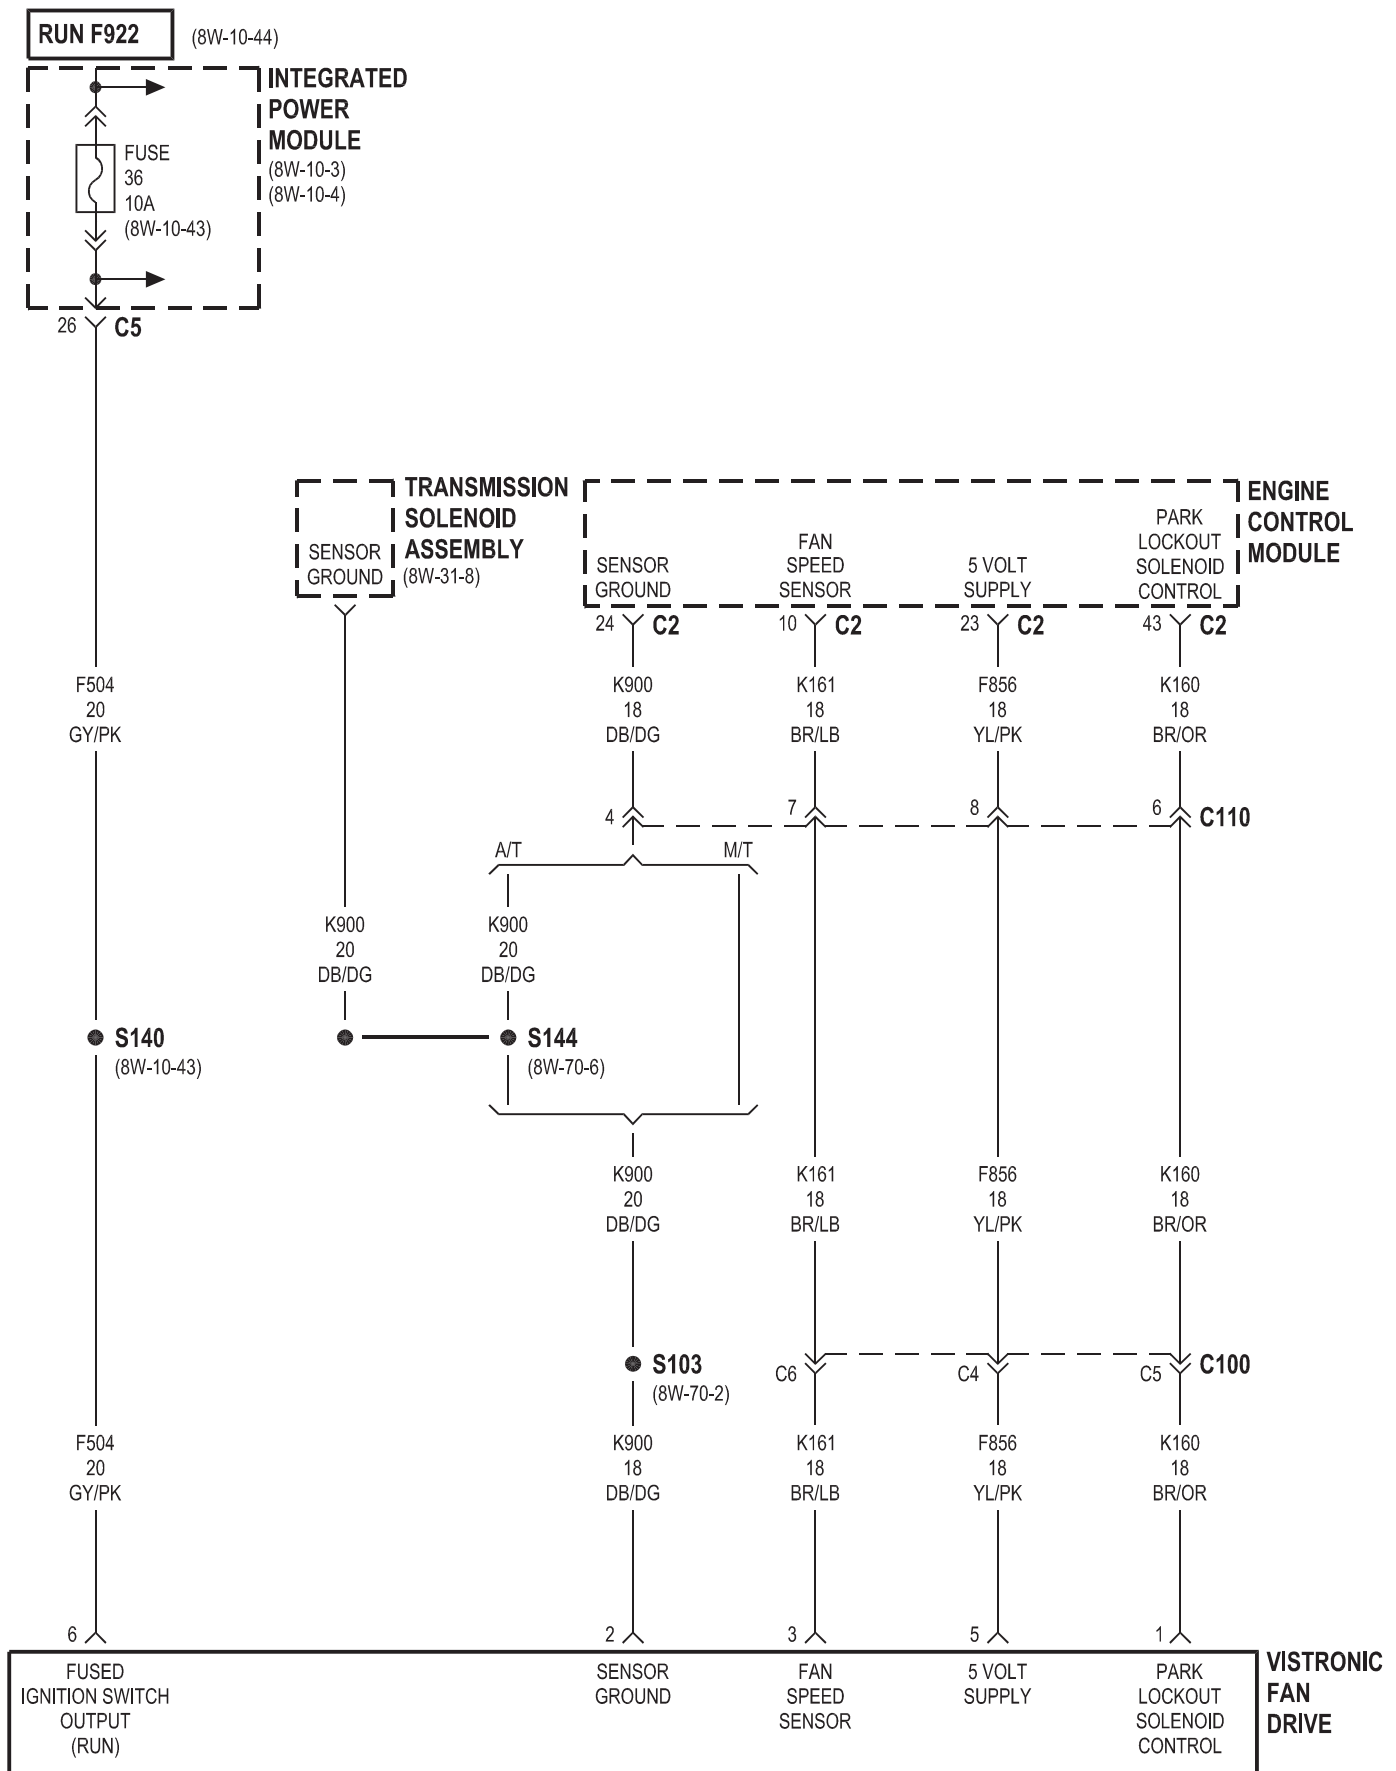 RUN F922
(8W-10-44)
INTEGRATED
POWER
MODULE
(8W-10-3)
(8W-10-4)
FUSE
36
10A
(8W-10-43)
26
C5
TRANSMISSION
SOLENOID
ASSEMBLY
(8W-31-8)
SENSOR
GROUND
ENGINE
CONTROL
MODULE
SENSOR
GROUND
FAN
SPEED
SENSOR
5 VOLT
SUPPLY
PARK
LOCKOUT
SOLENOID
CONTROL
24
C2
10
C2
23
C2
43
C2
F504
20
GY/PK
K900
18
DB/DG
K161
18
BR/LB
F856
18
YL/PK
K160
18
BR/OR
4
7
8
6
C110
A/T
M/T
K900
20
DB/DG
K900
20
DB/DG
S140
(8W-10-43)
S144
(8W-70-6)
K900
20
DB/DG
K161
18
BR/LB
F856
18
YL/PK
K160
18
BR/OR
S103
(8W-70-2)
C6
C4
C5
C100
F504
20
GY/PK
K900
18
DB/DG
K161
18
BR/LB
F856
18
YL/PK
K160
18
BR/OR
6
2
3
5
1
FUSED
IGNITION SWITCH
OUTPUT
(RUN)
SENSOR
GROUND
FAN
SPEED
SENSOR
5 VOLT
SUPPLY
PARK
LOCKOUT
SOLENOID
CONTROL
VISTRONIC
FAN
DRIVE